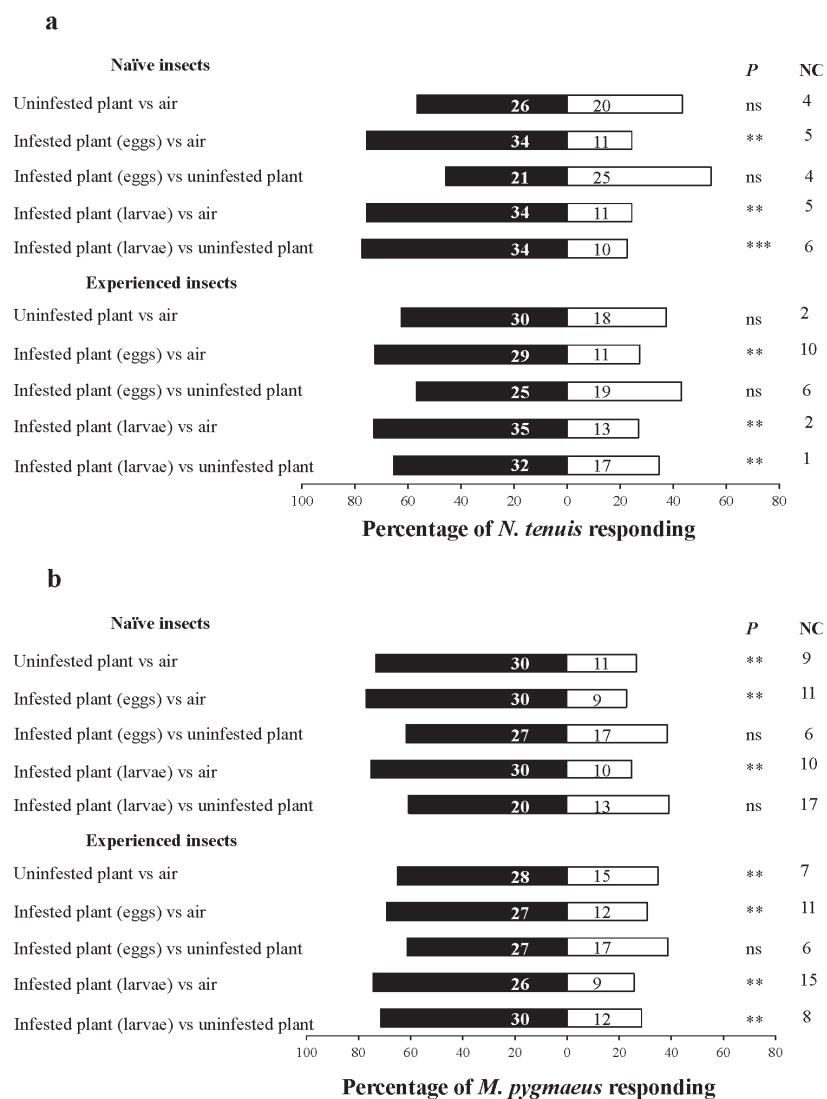 a
Naïve insects P NC
Uninfested plant vs air 26 20 ns 4
Infested plant (eggs) vs air 34 11 ** 5
Infested plant (eggs) vs uninfested plant 21 25 ns 4
Infested plant (larvae) vs air 34 11 ** 5
Infested plant (larvae) vs uninfested plant 34 10 *** 6
Experienced insects
Uninfested plant vs air 30 18 ns 2
Infested plant (eggs) vs air 29 11 ** 10
Infested plant (eggs) vs uninfested plant 25 19 ns 6
Infested plant (larvae) vs air 35 13 ** 2
Infested plant (larvae) vs uninfested plant 32 17 ** 1
100 80 60 40 20 0 20 40 60 80
Percentage of N. tenuis responding
b
Naïve insects P NC
Uninfested plant vs air 30 11 ** 9
Infested plant (eggs) vs air 30 9 ** 11
Infested plant (eggs) vs uninfested plant 27 17 ns 6
Infested plant (larvae) vs air 30 10 ** 10
Infested plant (larvae) vs uninfested plant 20 13 ns 17
Experienced insects
Uninfested plant vs air 28 15 ** 7
Infested plant (eggs) vs air 27 12 ** 11
Infested plant (eggs) vs uninfested plant 27 17 ns 6
Infested plant (larvae) vs air 26 9 ** 15
Infested plant (larvae) vs uninfested plant 30 12 ** 8
100 80 60 40 20 0 20 40 60 80
Percentage of M. pygmaeus responding